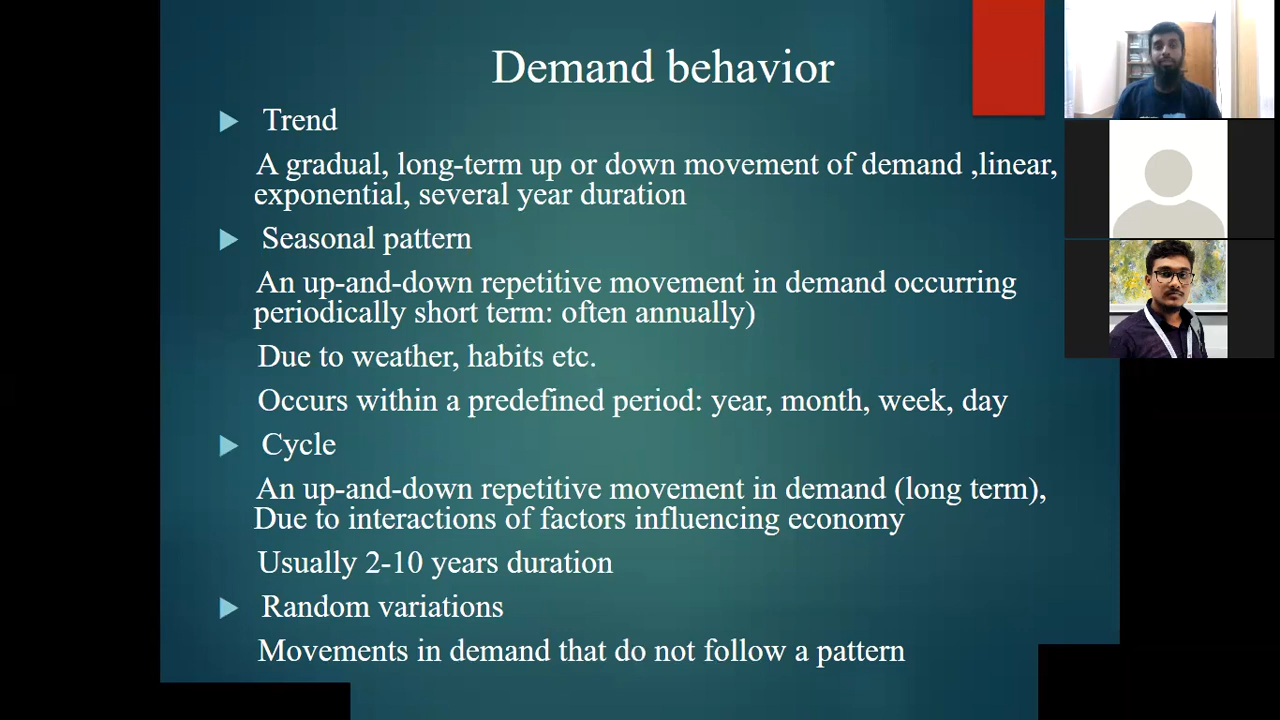 Demand behavior
Trend
A gradual, long-term up or down movement of demand ,linear,
exponential, several year duration
Seasonal pattern
An up-and-down repetitive movement in demand occurring
periodically short term: often annually)
Due to weather, habits etc.
Occurs within a predefined period: year, month, week, day
Cycle
An up-and-down repetitive movement in demand (long term),
Due to interactions of factors influencing economy
Usually 2-10 years duration
Random variations
Movements in demand that do not follow a pattern